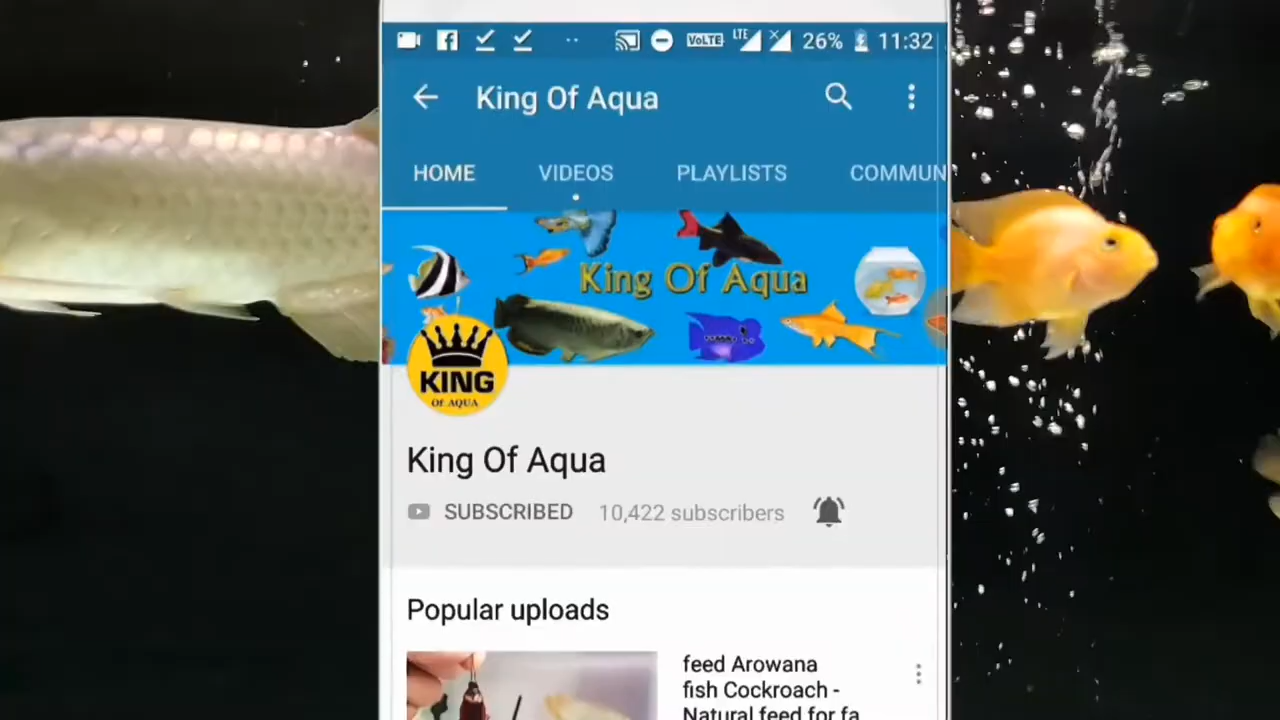 VoLTE LTE 26% 11:32
King Of Aqua
HOME VIDEOS PLAYLISTS COMMUN
King Of Aqua
KING
Of AQUA
King Of Aqua
SUBSCRIBED 10,422 subscribers
Popular uploads
feed Arowana
fish Cockroach -
Natural feed for fa